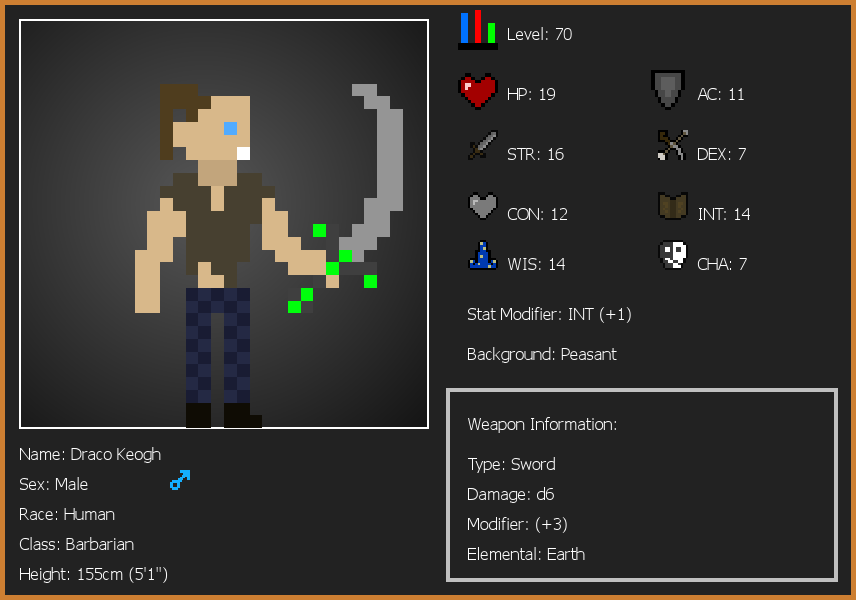 Level: 70
HP: 19
AC: 11
STR: 16
DEX: 7
CON: 12
INT: 14
WIS: 14
CHA: 7
Stat Modifier: INT (+1)
Background: Peasant
Weapon Information:
Type: Sword
Damage: d6
Modifier: (+3)
Elemental: Earth
Name: Draco Keogh
Sex: Male
Race: Human
Class: Barbarian
Height: 155cm (5'1")